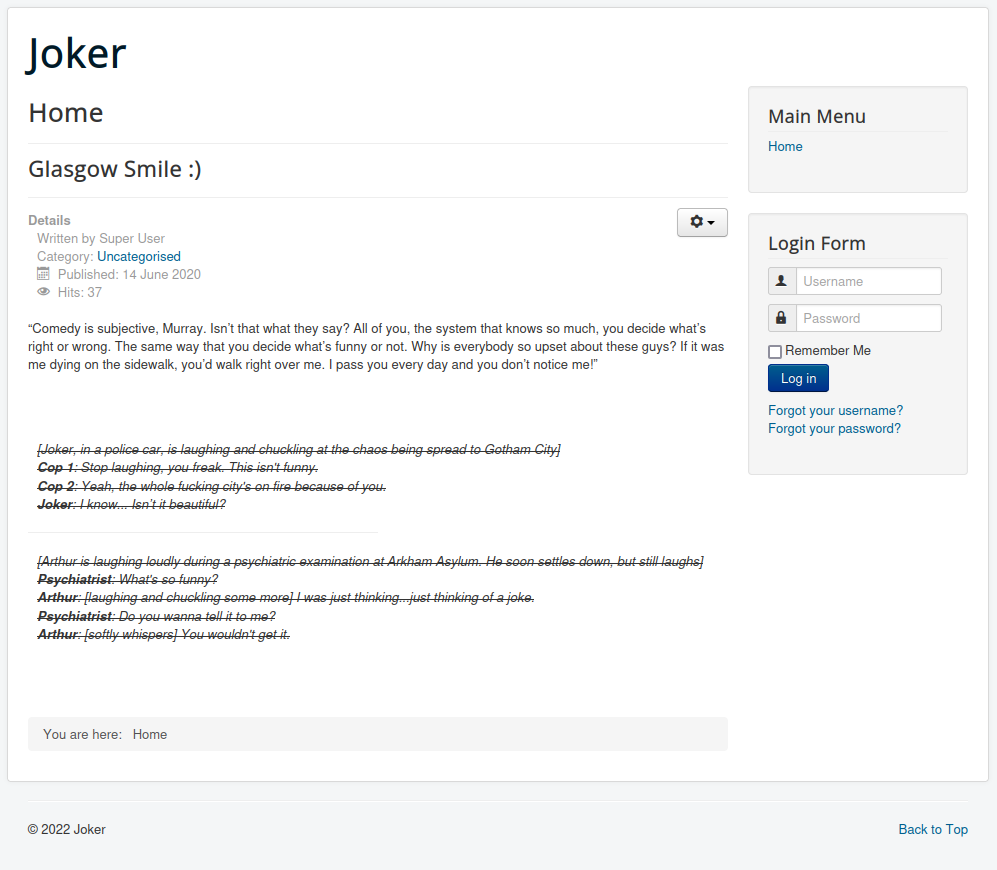 Joker
Home
Glasgow Smile :)
Details
Written by Super User
Category: Uncategorised
Published: 14 June 2020
Hits: 37
“Comedy is subjective, Murray. Isn’t that what they say? All of you, the system that knows so much, you decide what’s
right or wrong. The same way that you decide what’s funny or not. Why is everybody so upset about these guys? If it was
me dying on the sidewalk, you’d walk right over me. I pass you every day and you don’t notice me!”
[Joker, in a police car, is laughing and chuckling at the chaos being spread to Gotham City]
Cop 1: Stop laughing, you freak. This isn't funny.
Cop 2: Yeah, the whole fucking city's on fire because of you.
Joker: I know... Isn’t it beautiful?
[Arthur is laughing loudly during a psychiatric examination at Arkham Asylum. He soon settles down, but still laughs]
Psychiatrist: What's so funny?
Arthur: [laughing and chuckling some more] I was just thinking...just thinking of a joke.
Psychiatrist: Do you wanna tell it to me?
Arthur: [softly whispers] You wouldn't get it.
You are here: Home
Main Menu
Home
Login Form
Username
Password
Remember Me
Log in
Forgot your username?
Forgot your password?
© 2022 Joker
Back to Top